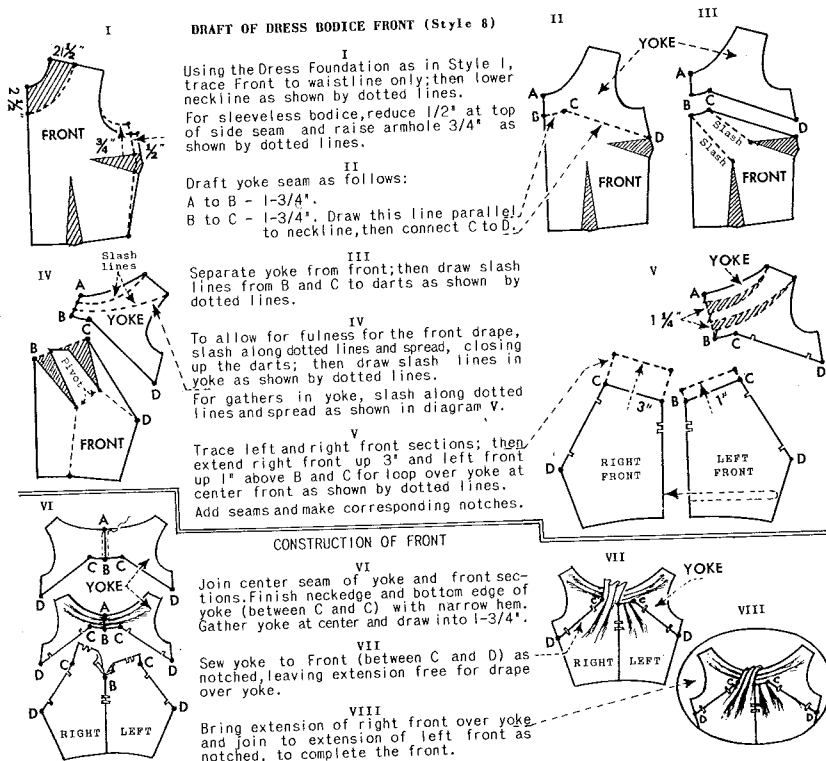 DRAFT OF DRESS BODICE FRONT (Style 8)
I
2½"
2½"
¾"
½"
FRONT
I
Using the Dress Foundation as in Style I,
trace Front to waistline only;then lower
neckline as shown by dotted lines.
For sleeveless bodice,reduce 1/2" at top
of side seam and raise armhole 3/4" as
shown by dotted lines.
II
Draft yoke seam as follows:
A to B - 1-3/4".
B to C - 1-3/4". Draw this line parallel
to neckline,then connect C to D.
II
YOKE
A
B
C
D
FRONT
III
A
B
C
D
Slash
Slash
FRONT
III
Separate yoke from front;then draw slash
lines from B and C to darts as shown by
dotted lines.
IV
To allow for fulness for the front drape,
slash along dotted lines and spread, closing
up the darts; then draw slash lines in
yoke as shown by dotted lines.
For gathers in yoke, slash along dotted
lines and spread as shown in diagram V.
V
Trace left and right front sections; then
extend right front up 3" and left front
up 1" above B and C for loop over yoke at
center front as shown by dotted lines.
Add seams and make corresponding notches.
IV
Slash
lines
A
B
C
YOKE
D
B
C
Pivot
D
FRONT
V
YOKE
A
1¼"
B
C
D
C
B
3"
1"
B
C
D
D
RIGHT
FRONT
LEFT
FRONT
CONSTRUCTION OF FRONT
VI
Join center seam of yoke and front sec-
tions.Finish neckedge and bottom edge of
yoke (between C and C) with narrow hem.
Gather yoke at center and draw into 1-3/4".
VII
Sew yoke to Front (between C and D) as
notched,leaving extension free for drape
over yoke.
VIII
Bring extension of right front over yoke
and join to extension of left front as
notched, to complete the front.
VI
A
C
B
C
D
D
YOKE
A
C
B
C
D
D
C
C
B
D
D
RIGHT
LEFT
VII
YOKE
C
C
D
D
RIGHT
LEFT
VIII
C
C
D
D